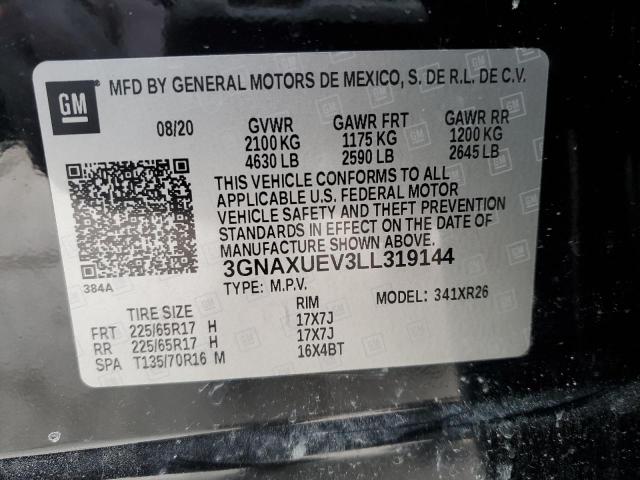 GM MFD BY GENERAL MOTORS DE MEXICO, S. DE R.L. DE C.V.
08/20 GVWR GAWR FRT GAWR RR
2100 KG 1175 KG 1200 KG
4630 LB 2590 LB 2645 LB
THIS VEHICLE CONFORMS TO ALL
APPLICABLE U.S. FEDERAL MOTOR
VEHICLE SAFETY AND THEFT PREVENTION
STANDARDS IN EFFECT ON THE DATE OF
MANUFACTURE SHOWN ABOVE.
3GNAXUEV3LL319144
384A TYPE: M.P.V.
MODEL: 341XR26
TIRE SIZE RIM
FRT 225/65R17 H 17X7J
RR 225/65R17 H 17X7J
SPA T135/70R16 M 16X4BT